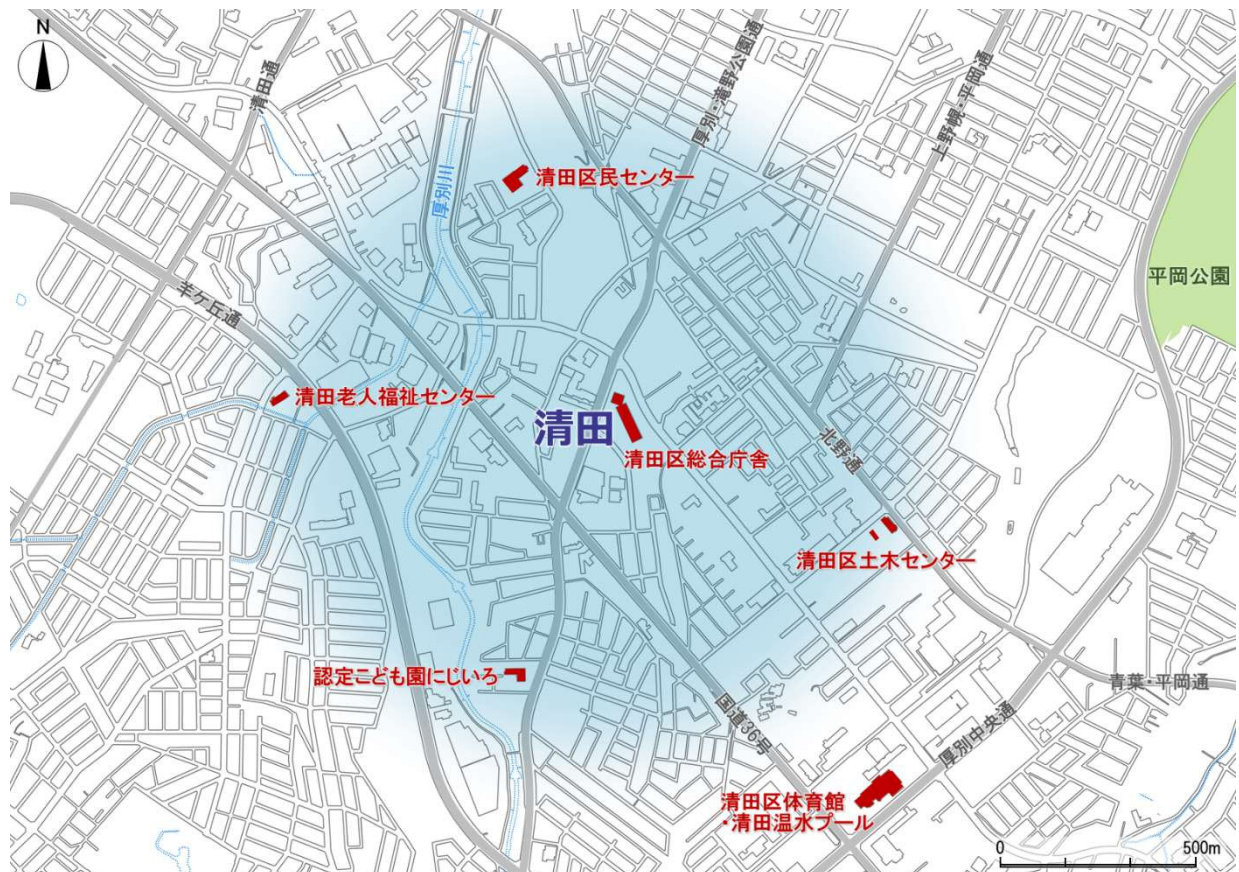 N
清田通
厚別・滝野公園通
上野幌・平岡通
厚別川
清田区民センター
平岡公園
羊ケ丘通
清田老人福祉センター
清田
清田区総合庁舎
北野通
清田区土木センター
認定こども園にじいろ
青葉・平岡通
国道36号
厚別中央通
清田区体育館
・清田温水プール
0 500m